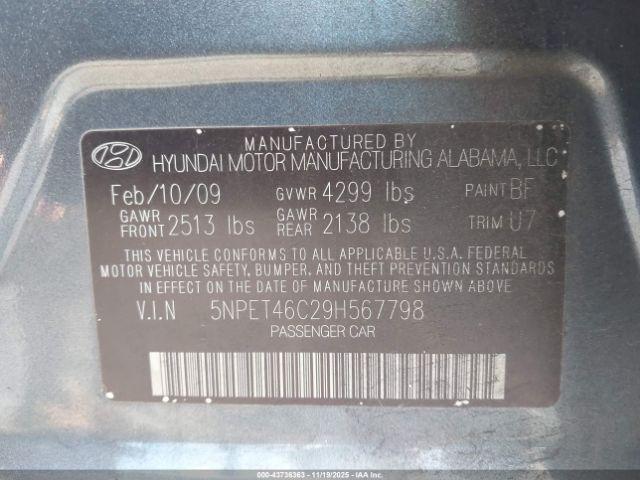 MANUFACTURED BY
HYUNDAI MOTOR MANUFACTURING ALABAMA, LLC
Feb/10/09 GVWR 4299 lbs PAINT BF
GAWR FRONT 2513 lbs GAWR REAR 2138 lbs TRIM U7
THIS VEHICLE CONFORMS TO ALL APPLICABLE U.S.A. FEDERAL
MOTOR VEHICLE SAFETY, BUMPER, AND THEFT PREVENTION
STANDARDS IN EFFECT ON THE DATE OF MANUFACTURE SHOWN ABOVE.
V.I.N 5NPET46C29H567798
PASSENGER CAR
000-43736363 - 11/19/2025 - IAAI.COM